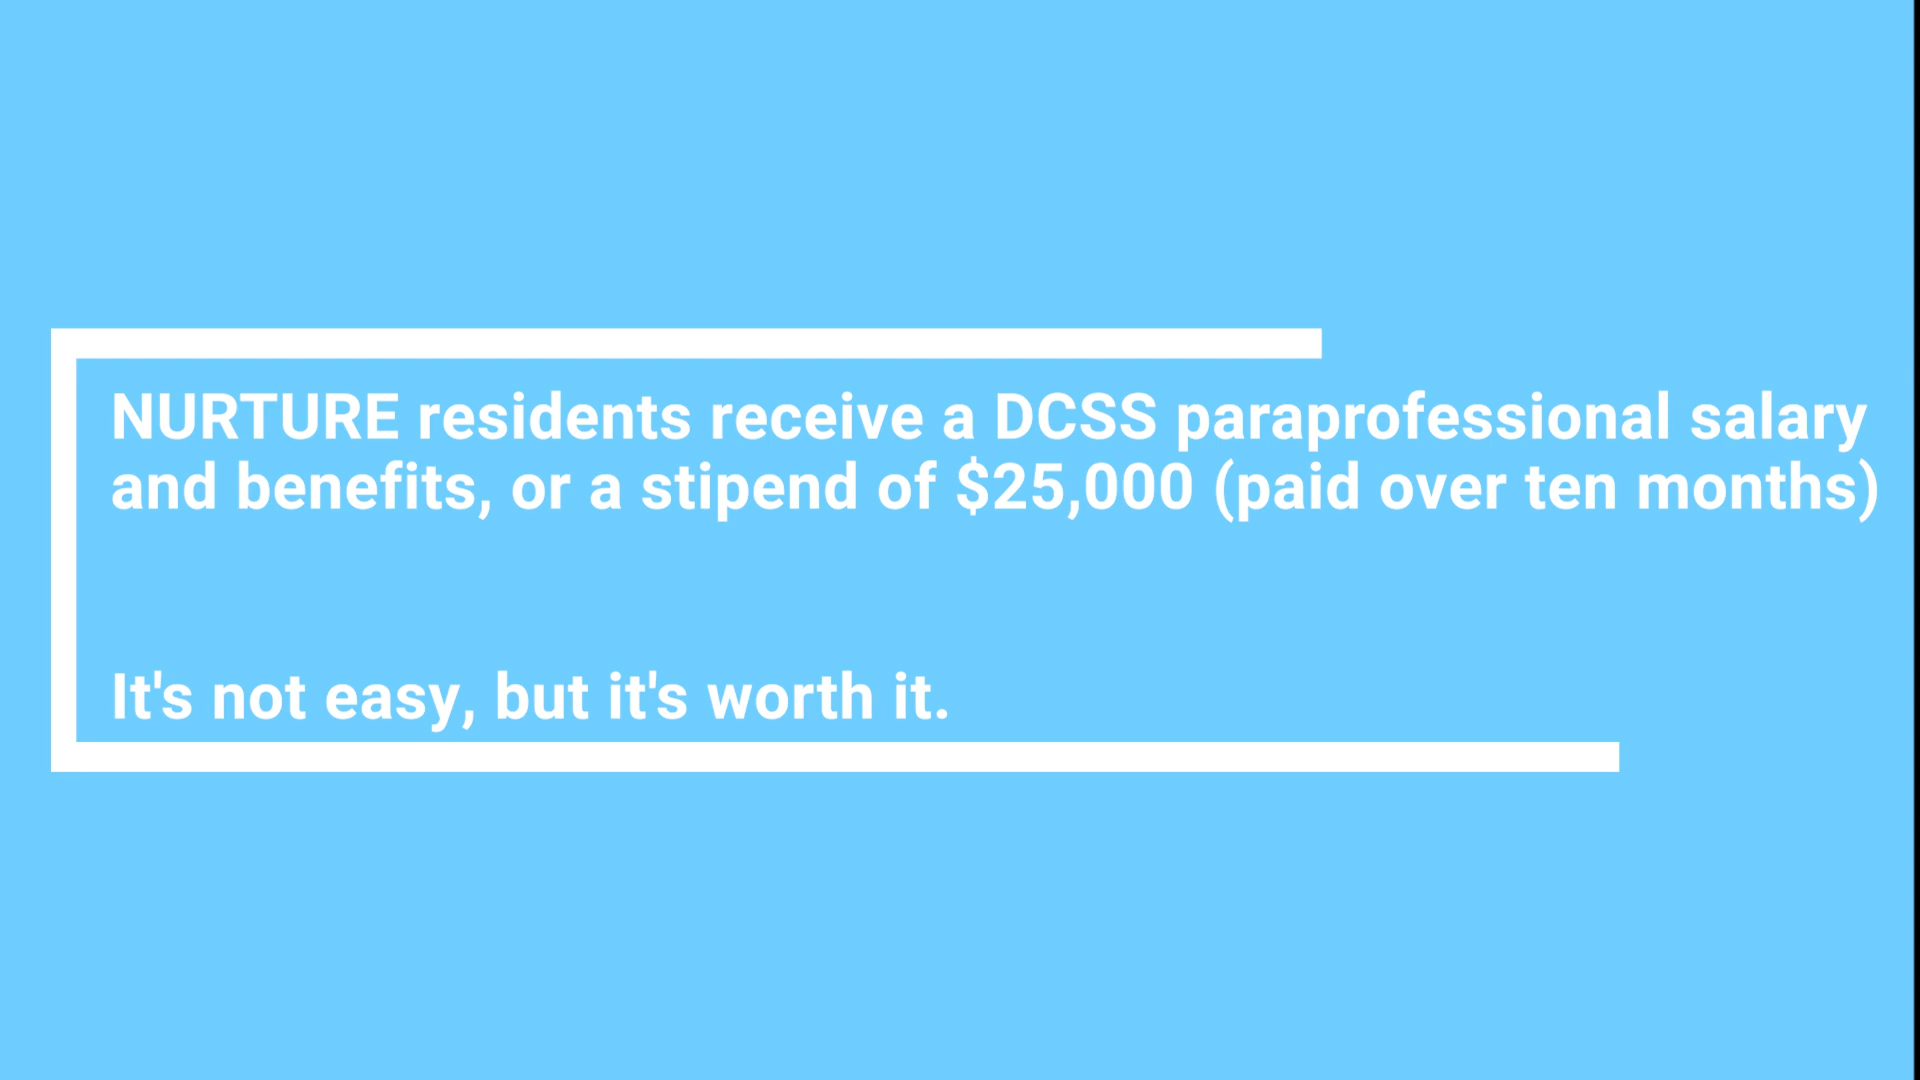 NURTURE residents receive a DCSS paraprofessional salary
and benefits, or a stipend of $25,000 (paid over ten months)
It's not easy, but it's worth it.